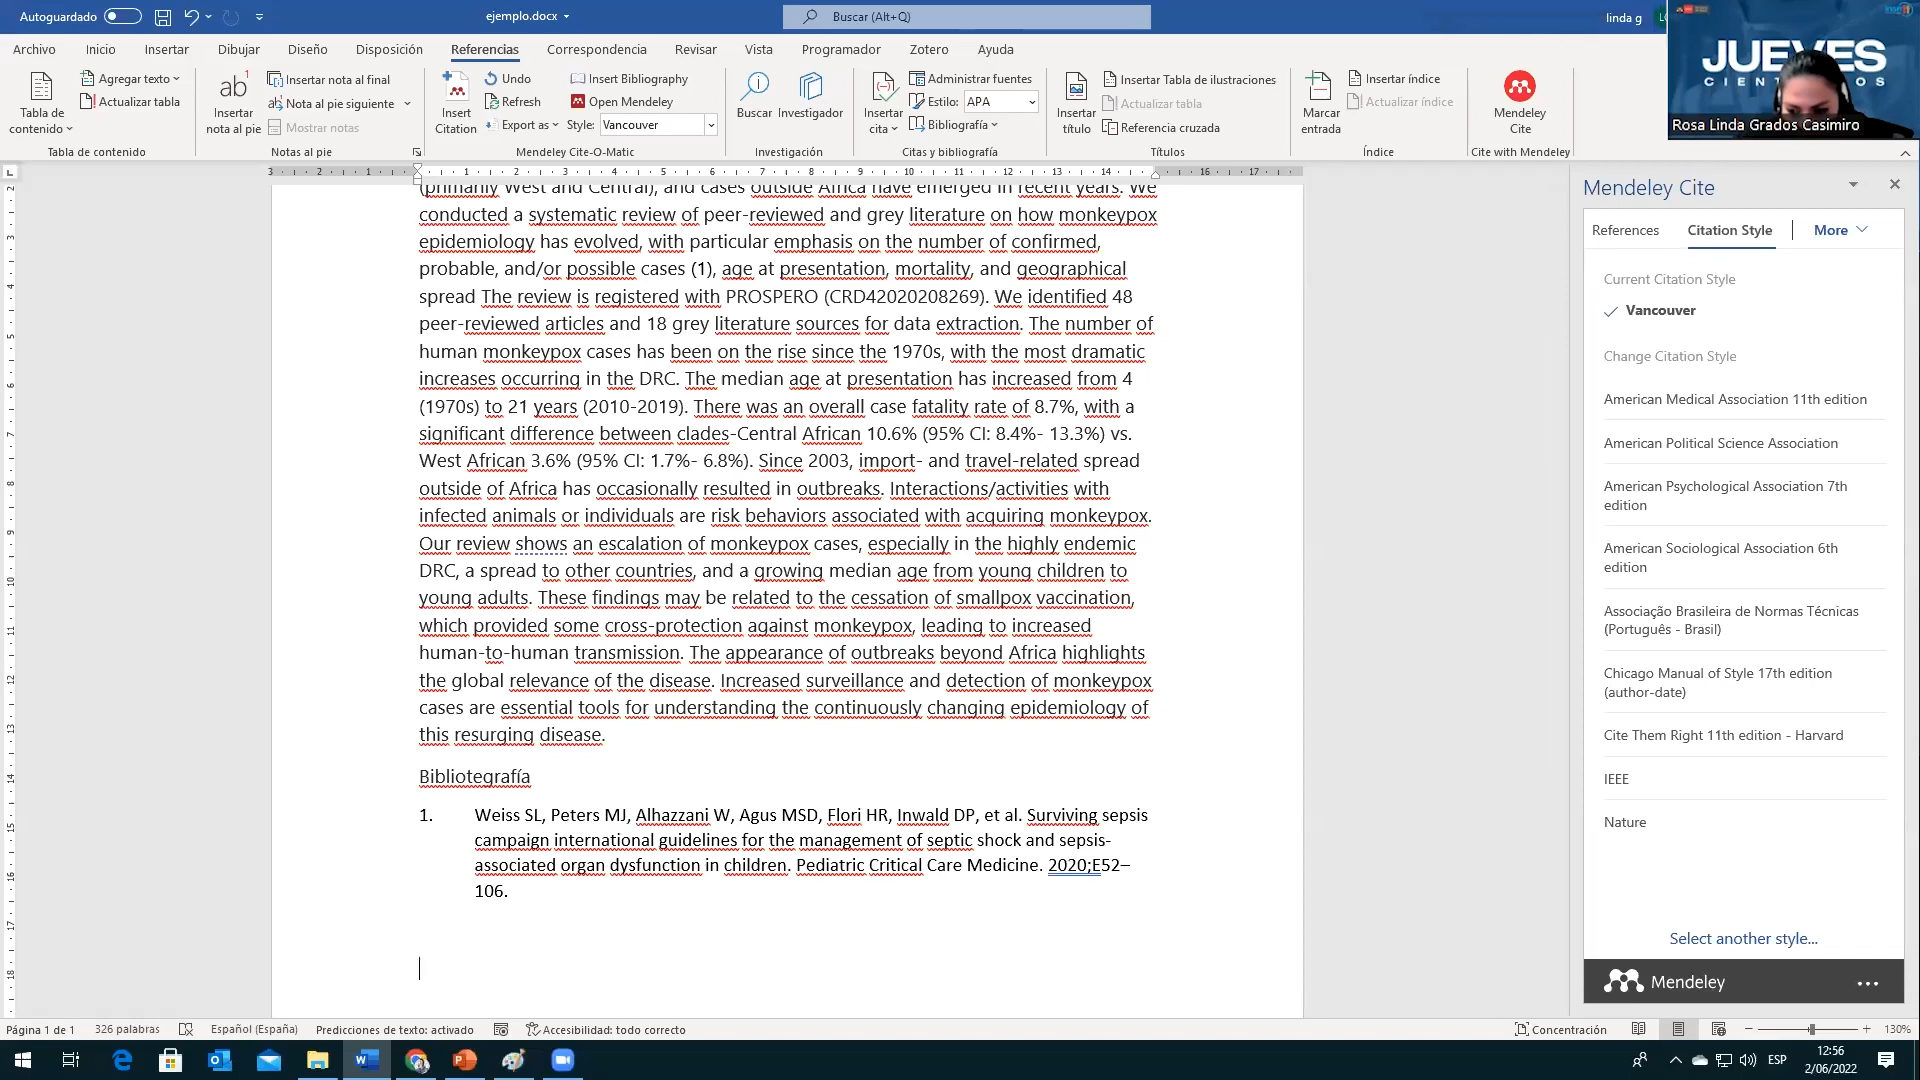 Autoguardado
ejemplo.docx
Buscar (Alt+Q)
linda g
Archivo
Inicio
Insertar
Dibujar
Diseño
Disposición
Referencias
Correspondencia
Revisar
Vista
Programador
Zotero
Ayuda
Tabla de
contenido
Agregar texto
Actualizar tabla
Tabla de contenido
Insertar
nota al pie
Insertar nota al final
Nota al pie siguiente
Mostrar notas
Notas al pie
Insert
Citation
Undo
Refresh
Export as
Insert Bibliography
Open Mendeley
Style: Vancouver
Mendeley Cite-O-Matic
Buscar
Investigador
Investigación
Insertar
cita
Administrar fuentes
Estilo: APA
Bibliografía
Citas y bibliografía
Insertar
título
Insertar Tabla de ilustraciones
Actualizar tabla
Referencia cruzada
Títulos
Marcar
entrada
Insertar índice
Actualizar índice
Índice
Mendeley
Cite
Cite with Mendeley
JUEVES
Rosa Linda Grados Casimiro
(primarily West and Central), and cases outside Africa have emerged in recent years. We
conducted a systematic review of peer-reviewed and grey literature on how monkeypox
epidemiology has evolved, with particular emphasis on the number of confirmed,
probable, and/or possible cases (1), age at presentation, mortality, and geographical
spread The review is registered with PROSPERO (CRD42020208269). We identified 48
peer-reviewed articles and 18 grey literature sources for data extraction. The number of
human monkeypox cases has been on the rise since the 1970s, with the most dramatic
increases occurring in the DRC. The median age at presentation has increased from 4
(1970s) to 21 years (2010-2019). There was an overall case fatality rate of 8.7%, with a
significant difference between clades-Central African 10.6% (95% CI: 8.4%- 13.3%) vs.
West African 3.6% (95% CI: 1.7%- 6.8%). Since 2003, import- and travel-related spread
outside of Africa has occasionally resulted in outbreaks. Interactions/activities with
infected animals or individuals are risk behaviors associated with acquiring monkeypox.
Our review shows an escalation of monkeypox cases, especially in the highly endemic
DRC, a spread to other countries, and a growing median age from young children to
young adults. These findings may be related to the cessation of smallpox vaccination,
which provided some cross-protection against monkeypox, leading to increased
human-to-human transmission. The appearance of outbreaks beyond Africa highlights
the global relevance of the disease. Increased surveillance and detection of monkeypox
cases are essential tools for understanding the continuously changing epidemiology of
this resurging disease.
Bibliotegrafía
1. Weiss SL, Peters MJ, Alhazzani W, Agus MSD, Flori HR, Inwald DP, et al. Surviving sepsis
campaign international guidelines for the management of septic shock and sepsis-
associated organ dysfunction in children. Pediatric Critical Care Medicine. 2020;E52–
106.
Mendeley Cite
References
Citation Style
More
Current Citation Style
Vancouver
Change Citation Style
American Medical Association 11th edition
American Political Science Association
American Psychological Association 7th
edition
American Sociological Association 6th
edition
Associação Brasileira de Normas Técnicas
(Português - Brasil)
Chicago Manual of Style 17th edition
(author-date)
Cite Them Right 11th edition - Harvard
IEEE
Nature
Select another style...
Mendeley
Página 1 de 1
326 palabras
Español (España)
Predicciones de texto: activado
Accesibilidad: todo correcto
Concentración
130%
ESP
12:56
2/06/2022